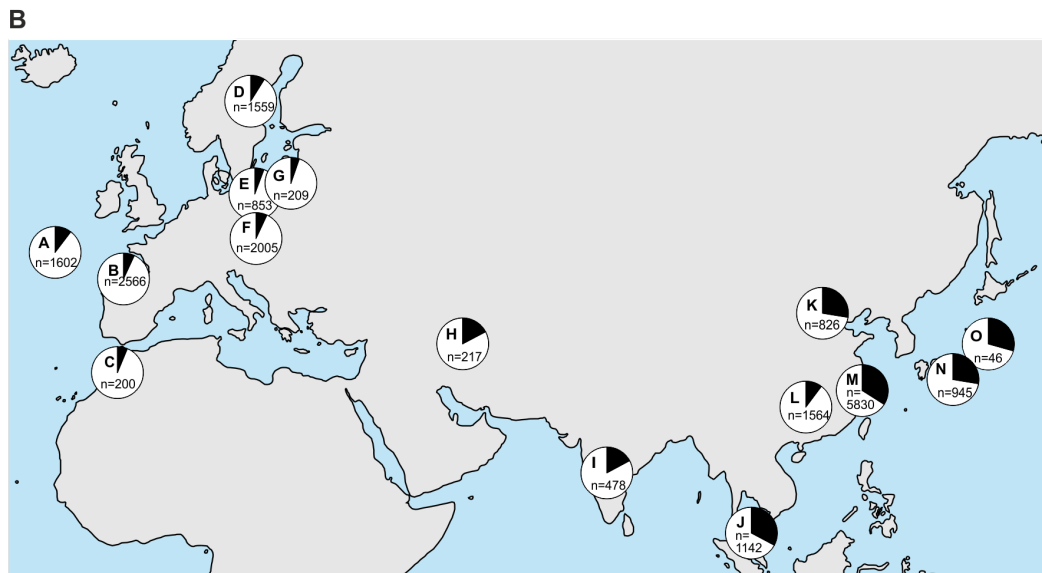 B
D
n=1559
G
n=209
E
n=853
F
n=2005
A
n=1602
B
n=2566
C
n=200
H
n=217
K
n=826
O
n=46
N
n=945
M
n=
5830
L
n=1564
I
n=478
J
n=
1142